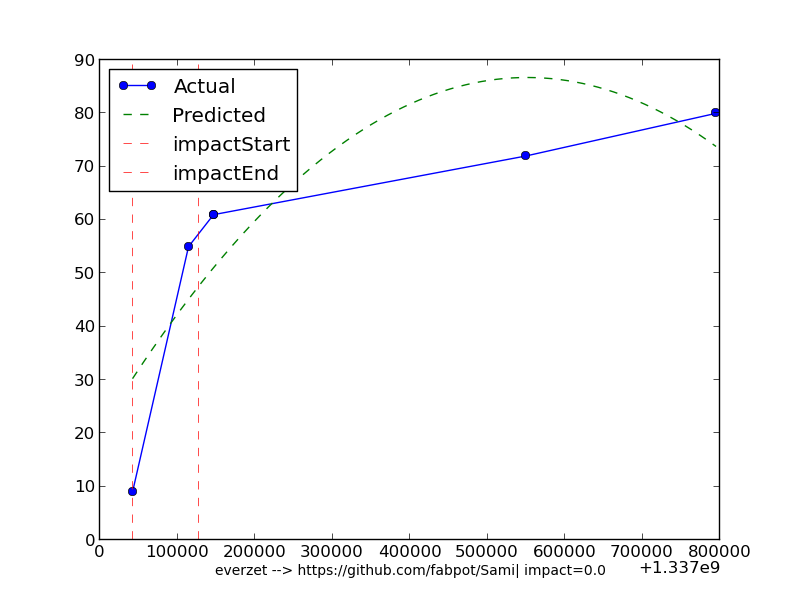 90
80
70
60
50
40
30
20
10
0
Actual
Predicted
impactStart
impactEnd
0 100000 200000 300000 400000 500000 600000 700000 800000
+1.337e9
everzet --> https://github.com/fabpot/Sami| impact=0.0